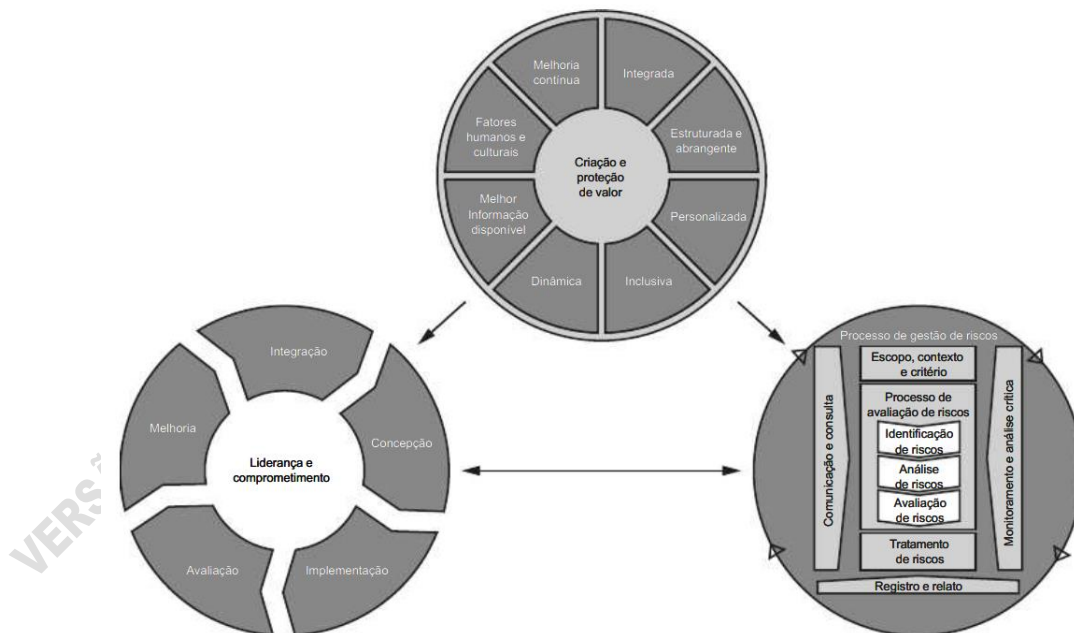 Melhoria
contínua
Integrada
Fatores
humanos e
culturais
Estruturada e
abrangente
Criação e
proteção
de valor
Melhor
Informação
disponível
Personalizada
Dinâmica
Inclusiva
Integração
Melhoria
Concepção
Liderança e
comprometimento
Avaliação
Implementação
Processo de gestão de riscos
Escopo, contexto
e critério
Comunicação e consulta
Processo de
avaliação de riscos
Identificação
de riscos
Análise
de riscos
Avaliação
de riscos
Monitoramento e análise crítica
Tratamento
de riscos
Registro e relato